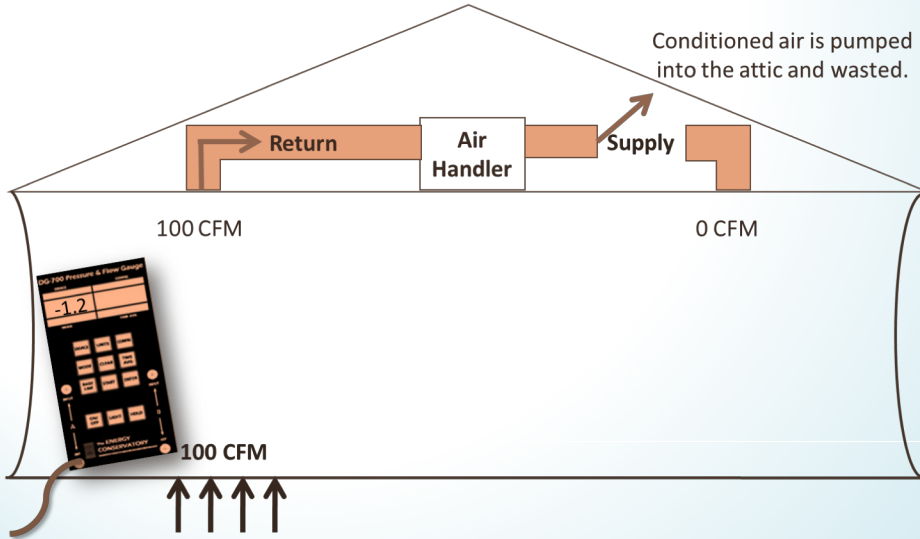 Conditioned air is pumped
into the attic and wasted.
Return
Air
Handler
Supply
100 CFM
0 CFM
DG-700 Pressure & Flow Gauge
-1.2
The ENERGY
CONSERVATORY
100 CFM